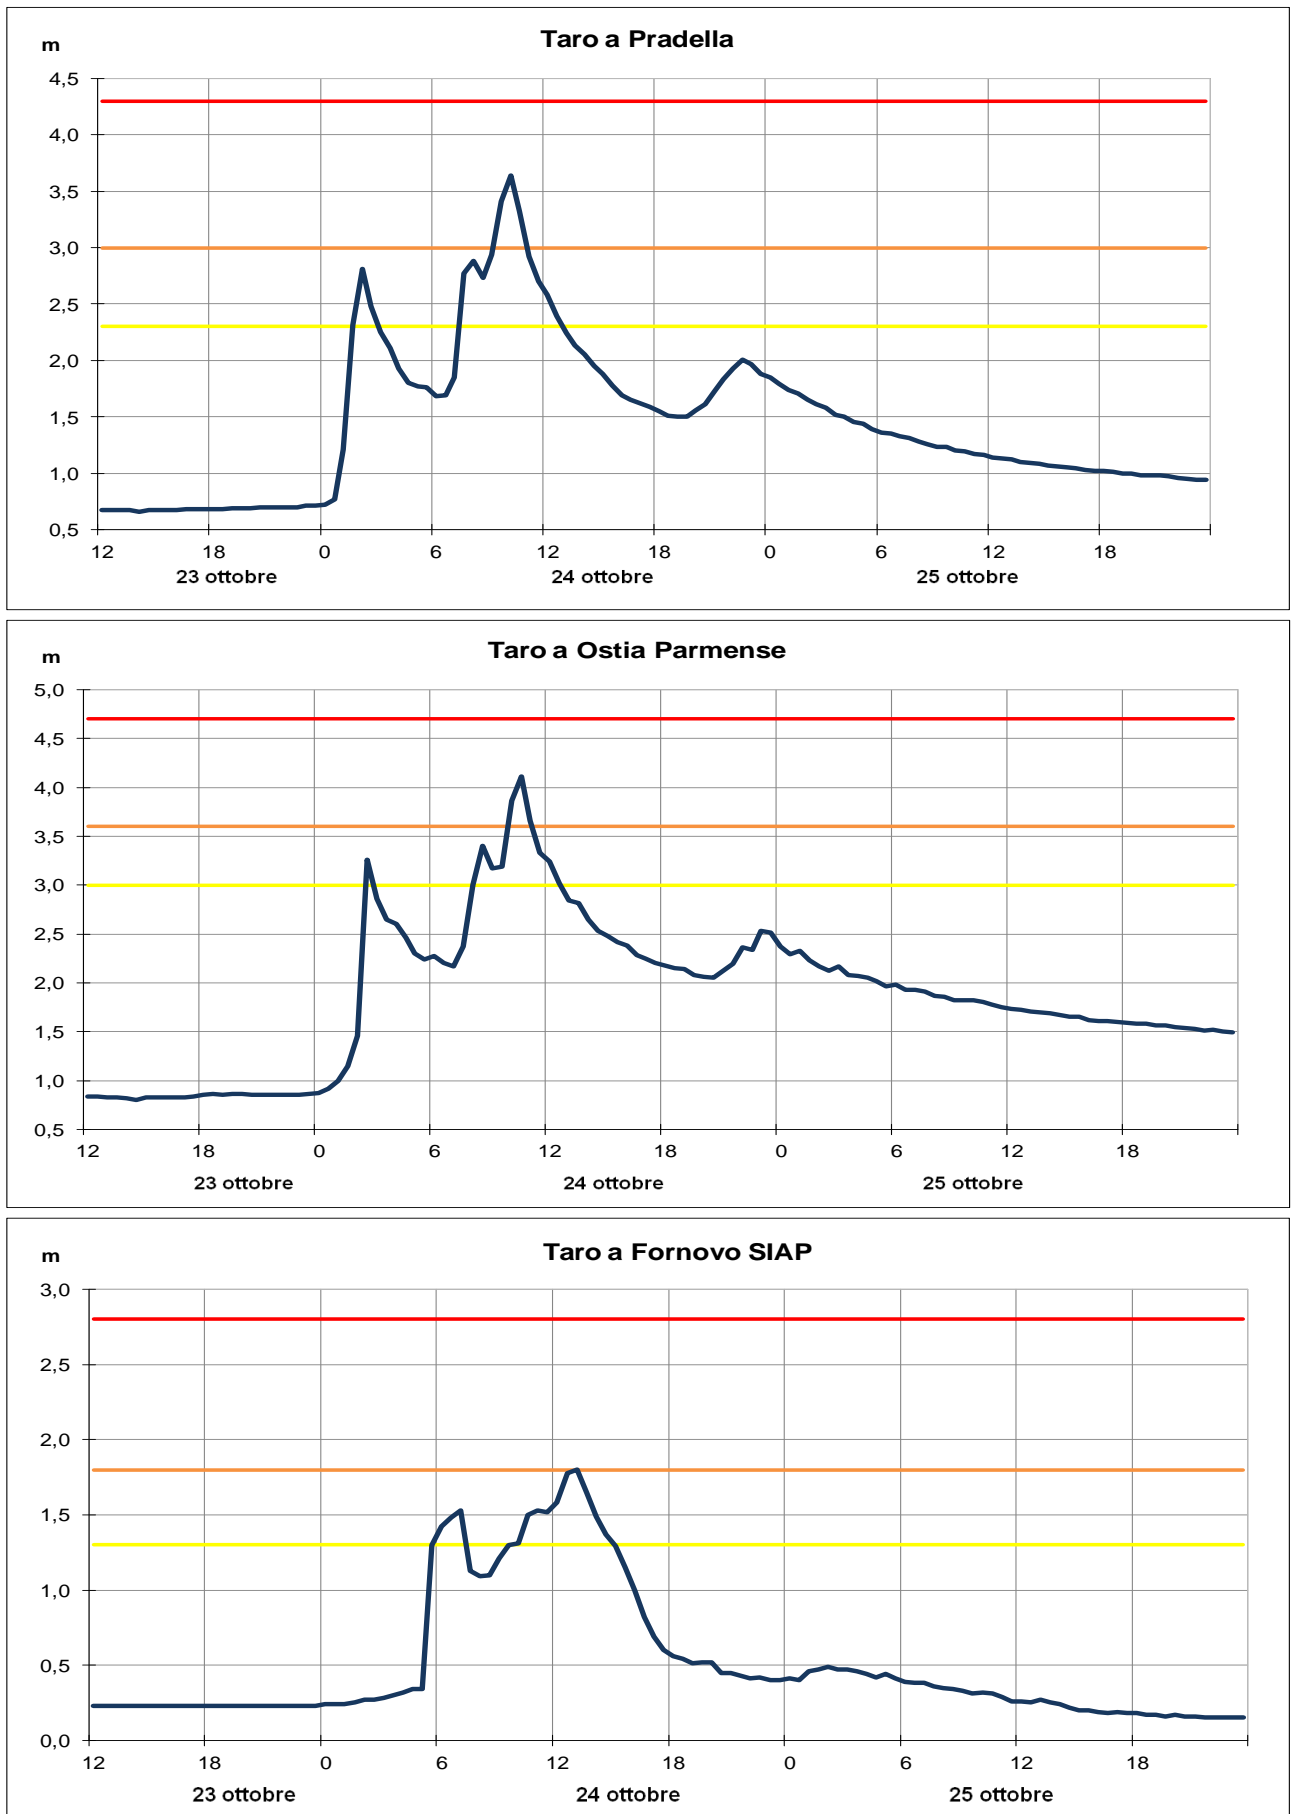 Taro a Pradella
m
4,5
4,0
3,5
3,0
2,5
2,0
1,5
1,0
0,5
12 18 0 6 12 18 0 6 12 18
23 ottobre 24 ottobre 25 ottobre
Taro a Ostia Parmense
m
5,0
4,5
4,0
3,5
3,0
2,5
2,0
1,5
1,0
0,5
12 18 0 6 12 18 0 6 12 18
23 ottobre 24 ottobre 25 ottobre
Taro a Fornovo SIAP
m
3,0
2,5
2,0
1,5
1,0
0,5
0,0
12 18 0 6 12 18 0 6 12 18
23 ottobre 24 ottobre 25 ottobre